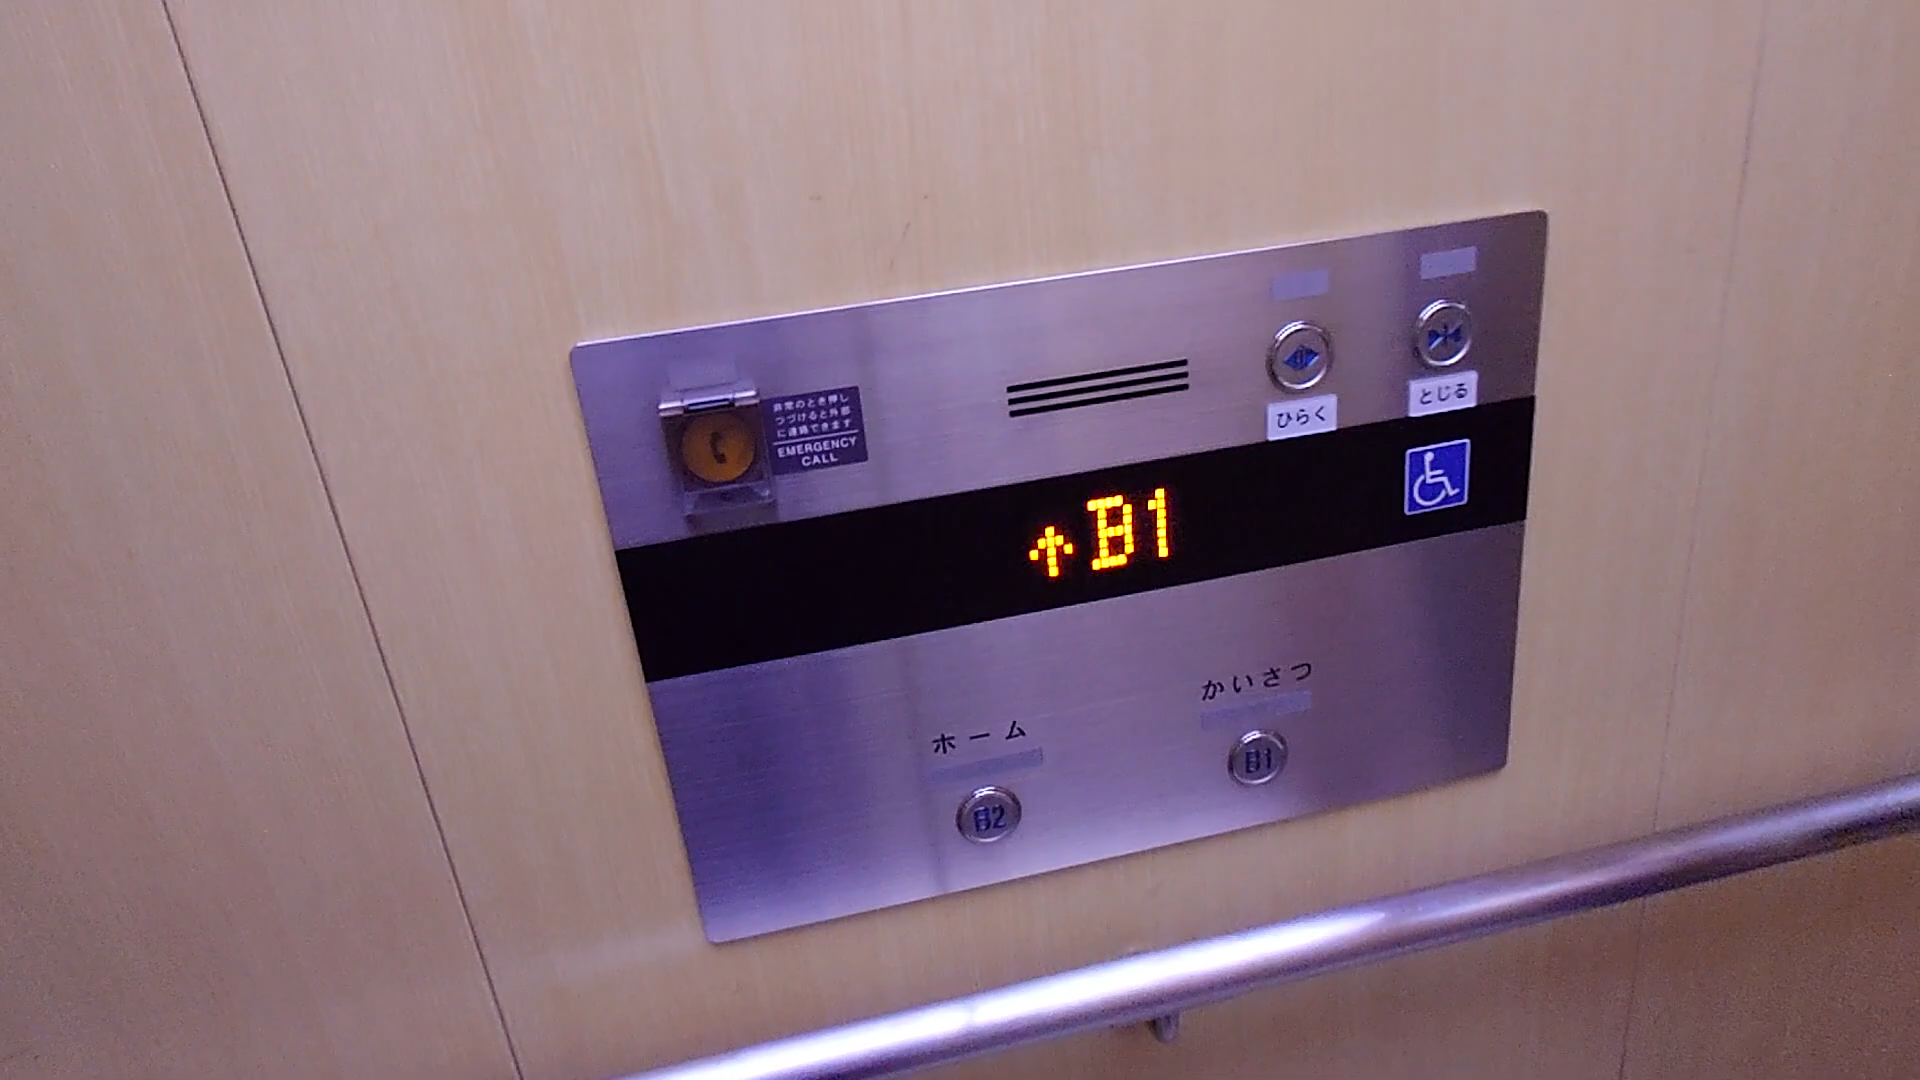 非常のとき押し
つづけると外部
に連絡できます
EMERGENCY
CALL
ひらく
とじる
↑B1
ホーム
かいさつ
B2
B1